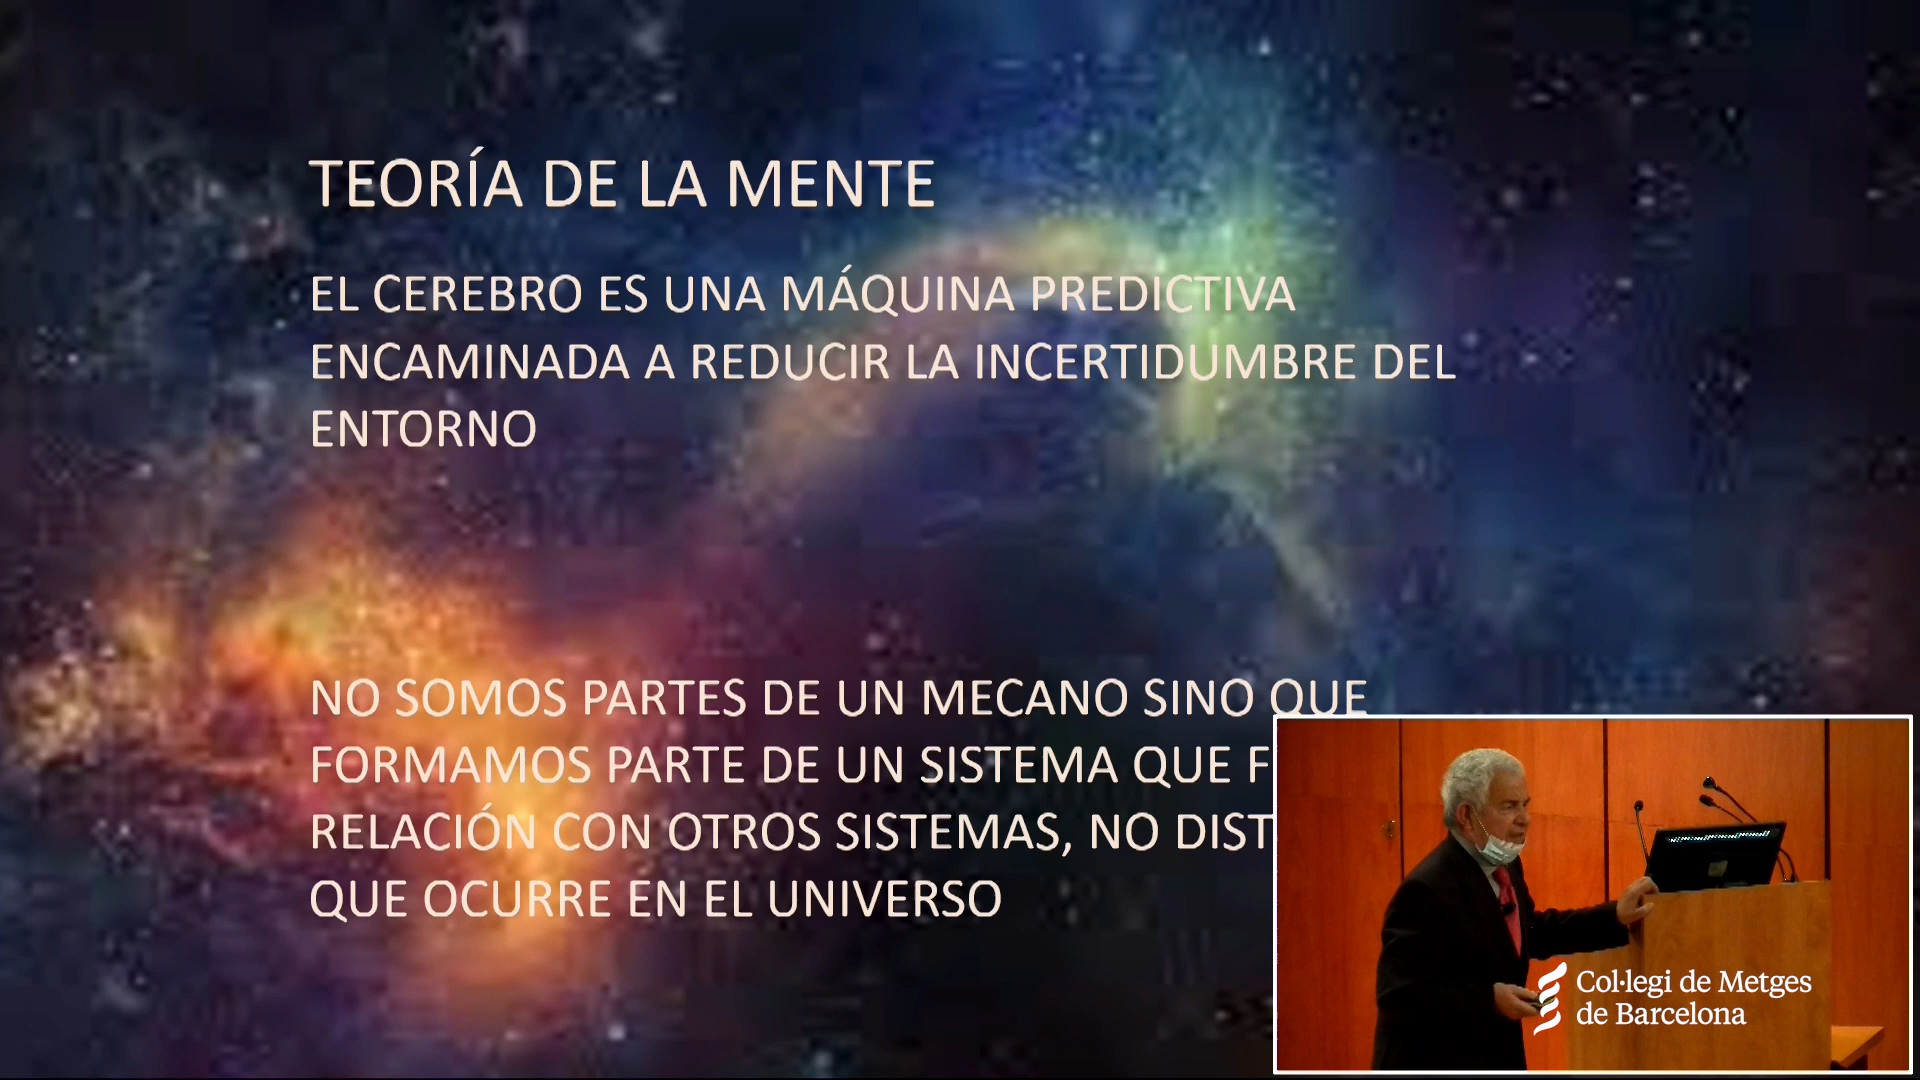 TEORÍA DE LA MENTE
EL CEREBRO ES UNA MÁQUINA PREDICTIVA
ENCAMINADA A REDUCIR LA INCERTIDUMBRE DEL
ENTORNO
NO SOMOS PARTES DE UN MECANO SINO QUE
FORMAMOS PARTE DE UN SISTEMA QUE F
RELACIÓN CON OTROS SISTEMAS, NO DIST
QUE OCURRE EN EL UNIVERSO
Col·legi de Metges
de Barcelona